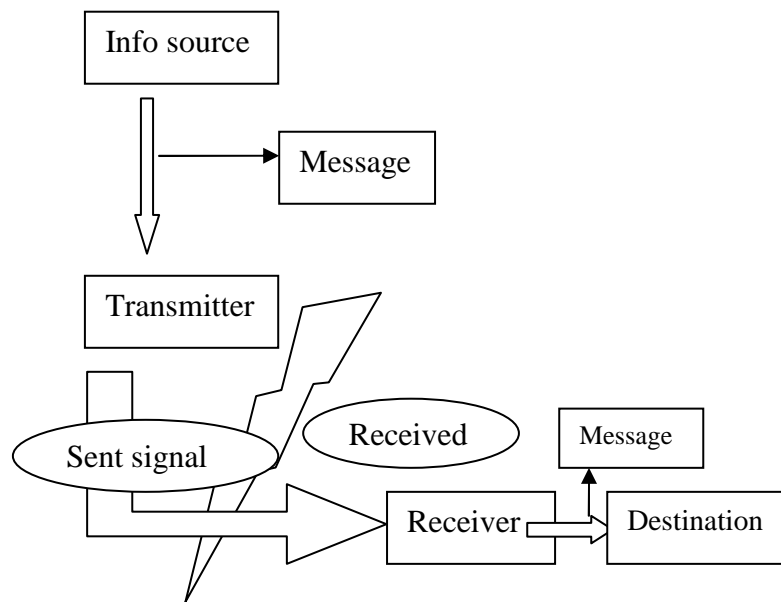 Info source
Message
Transmitter
Sent signal
Received
Message
Receiver
Destination